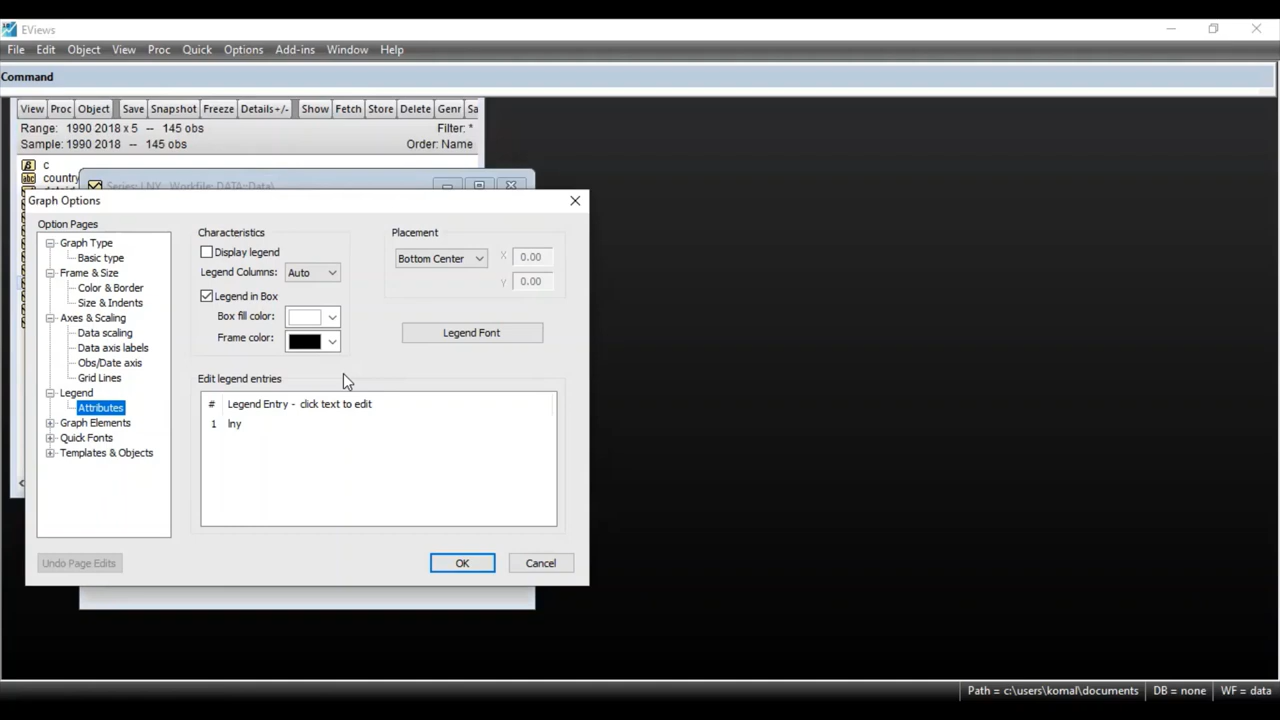 EViews
File Edit Object View Proc Quick Options Add-ins Window Help
Command
View Proc Object Save Snapshot Freeze Details+/- Show Fetch Store Delete Genr Sa
Range: 1990 2018 x 5 -- 145 obs Filter: *
Sample: 1990 2018 -- 145 obs Order: Name
c
country
Series: LNY Workfile: DATA::Data\
Graph Options
Option Pages
Graph Type
Basic type
Frame & Size
Color & Border
Size & Indents
Axes & Scaling
Data scaling
Data axis labels
Obs/Date axis
Grid Lines
Legend
Attributes
Graph Elements
Quick Fonts
Templates & Objects
Undo Page Edits
Characteristics
Display legend
Legend Columns: Auto
Legend in Box
Box fill color:
Frame color:
Placement
Bottom Center X 0.00
Y 0.00
Legend Font
Edit legend entries
# Legend Entry - click text to edit
1 lny
OK Cancel
Path = c:\users\komal\documents DB = none WF = data